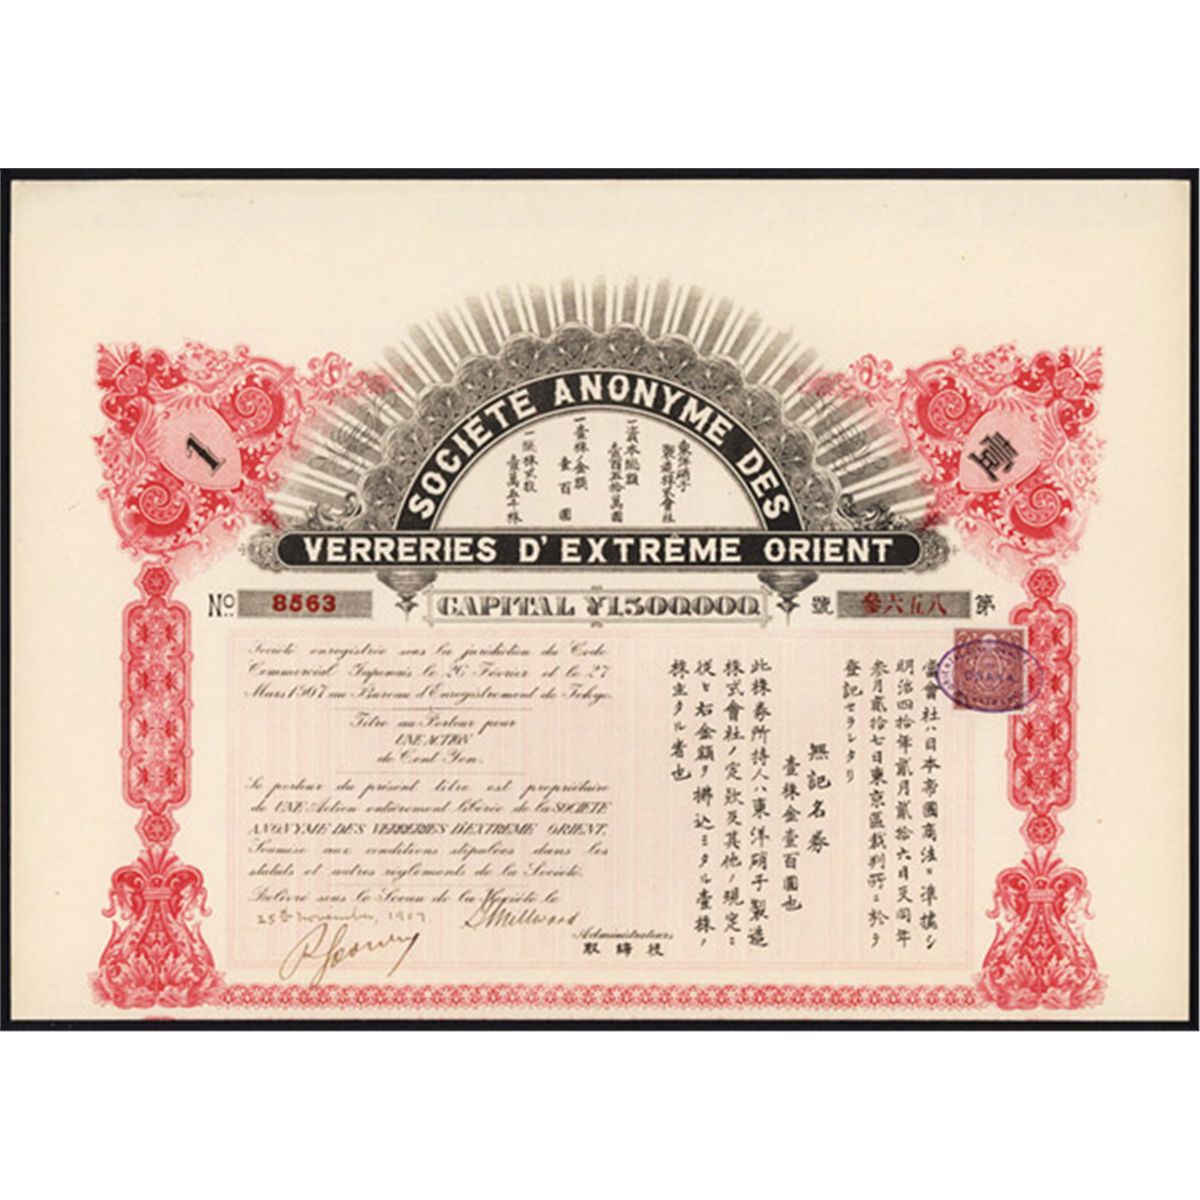 1
壹
SOCIETE ANONYME DES
VERRERIES D'EXTRÊME ORIENT
東洋硝子
製造株式會社
一資本総額
壹百五拾萬圓
一壹株ノ金額
壹百圓
一総株式数
壹萬五千株
No. 8563
CAPITAL ¥1,500,000
第 八五六參 號
Société enregistrée sous la juridiction du Code
Commercial Japonais le 26 Février et le 27
Mars 1907 au Bureau d'Enregistrement de Tokyo.
Titre au Porteur pour
UNE ACTION
de Cent Yen.
Le porteur du présent titre est propriétaire
de UNE Action entièrement libérée de la SOCIETE
ANONYME DES VERRERIES D'EXTREME ORIENT.
Soumise aux conditions stipulées dans les
statuts et autres règlements de la Société.
Délivré sous le Sceau de la Société le
25th November, 1907.
S. Millwood
Administrateurs
取締役
當會社ハ日本帝國商法ニ準據シ
明治四拾年貳月貳拾六日及同年
參月貳拾七日東京區裁判所ニ於テ
登記セラレタリ
無記名券
壹株金壹百圓也
此株券所持人ハ東洋硝子製造
株式會社ノ定欵及其他ノ規定ニ
從ヒ右金額ヲ拂込ミタル壹株ノ
株主タル者也
OSAKA